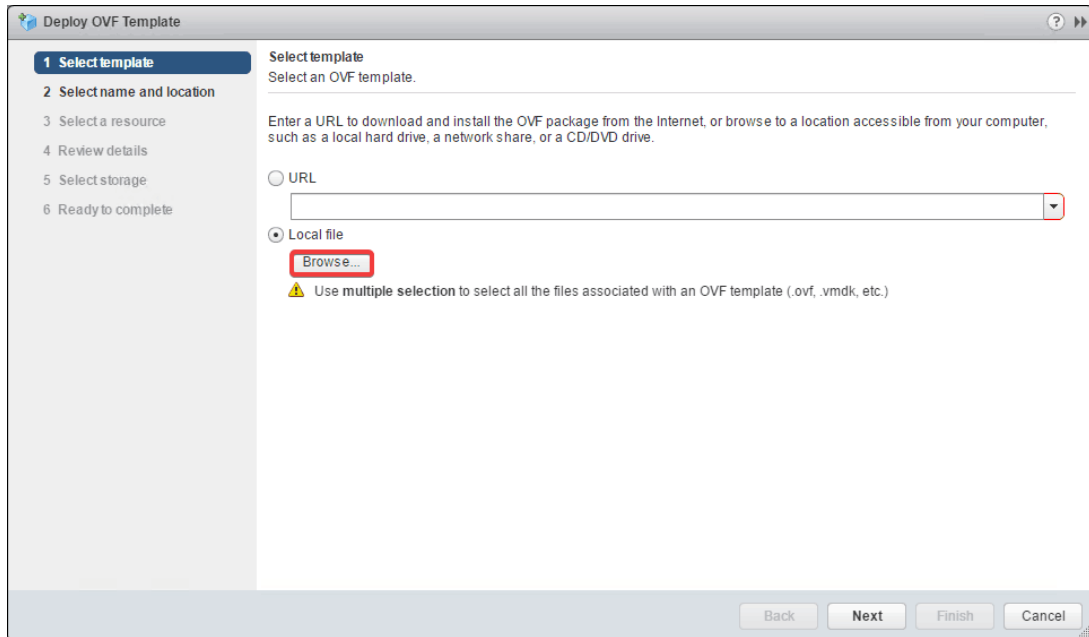 Deploy OVF Template
?
1 Select template
2 Select name and location
3 Select a resource
4 Review details
5 Select storage
6 Ready to complete
Select template
Select an OVF template.
Enter a URL to download and install the OVF package from the Internet, or browse to a location accessible from your computer,
such as a local hard drive, a network share, or a CD/DVD drive.
URL
Local file
Browse...
Use multiple selection to select all the files associated with an OVF template (.ovf, .vmdk, etc.)
Back Next Finish Cancel